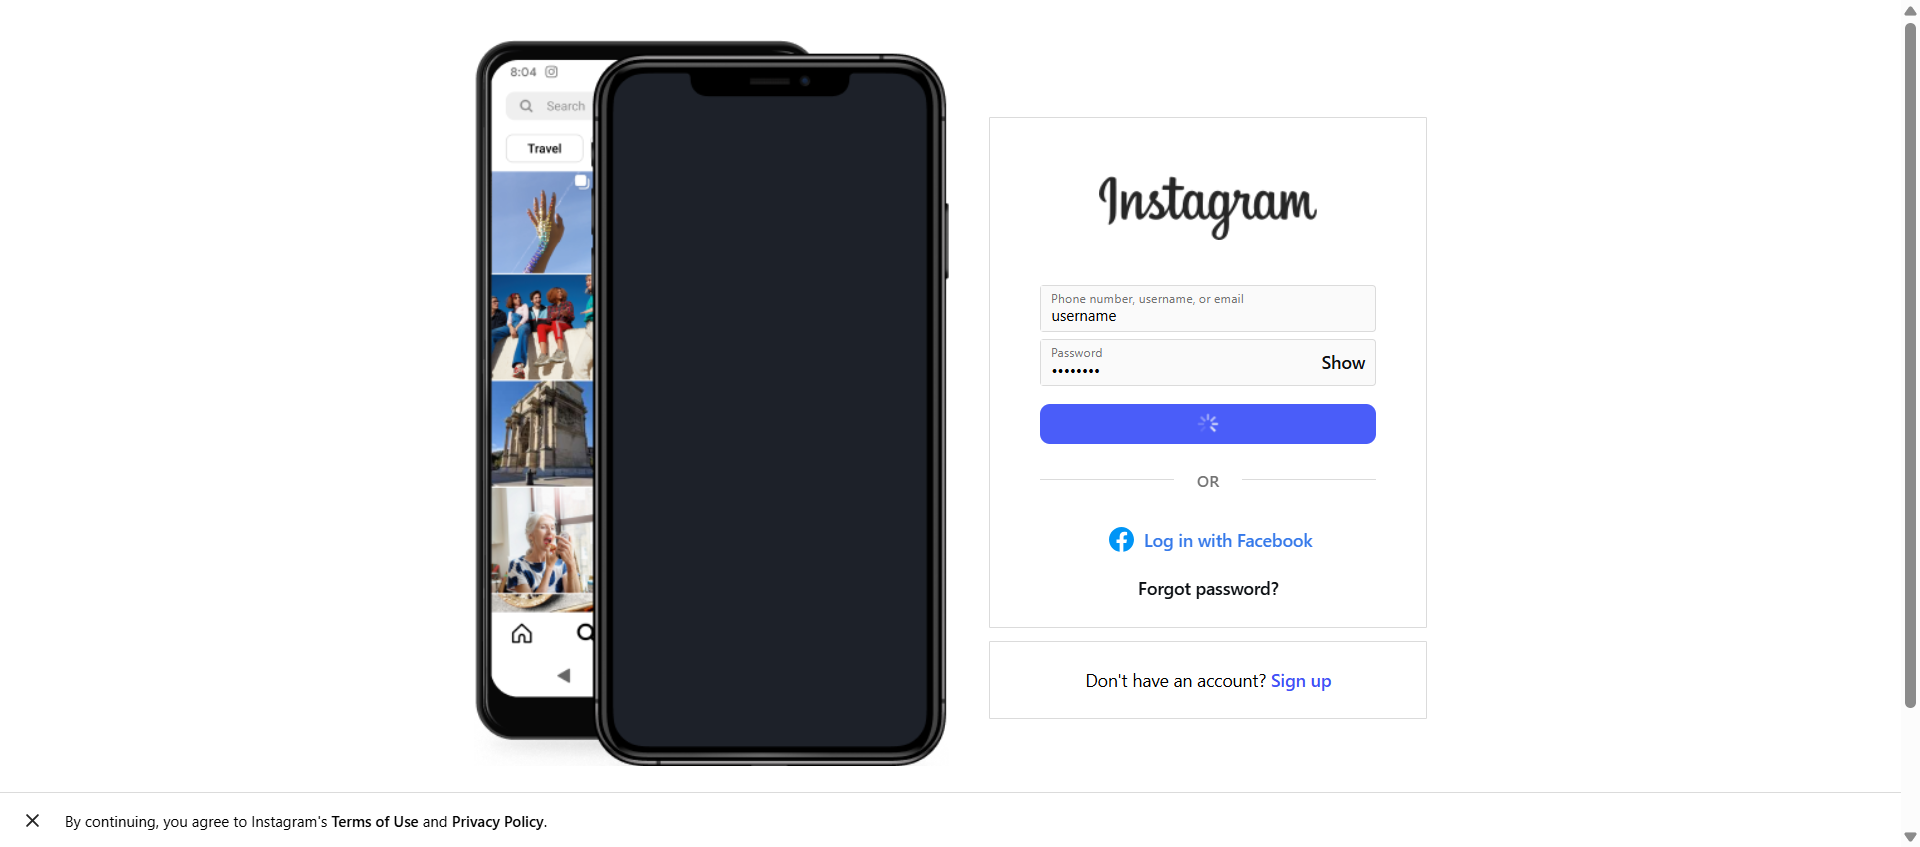 8:04
Search
Travel
Instagram
Phone number, username, or email
username
Password
••••••••
Show
OR
Log in with Facebook
Forgot password?
Don't have an account? Sign up
By continuing, you agree to Instagram's Terms of Use and Privacy Policy.